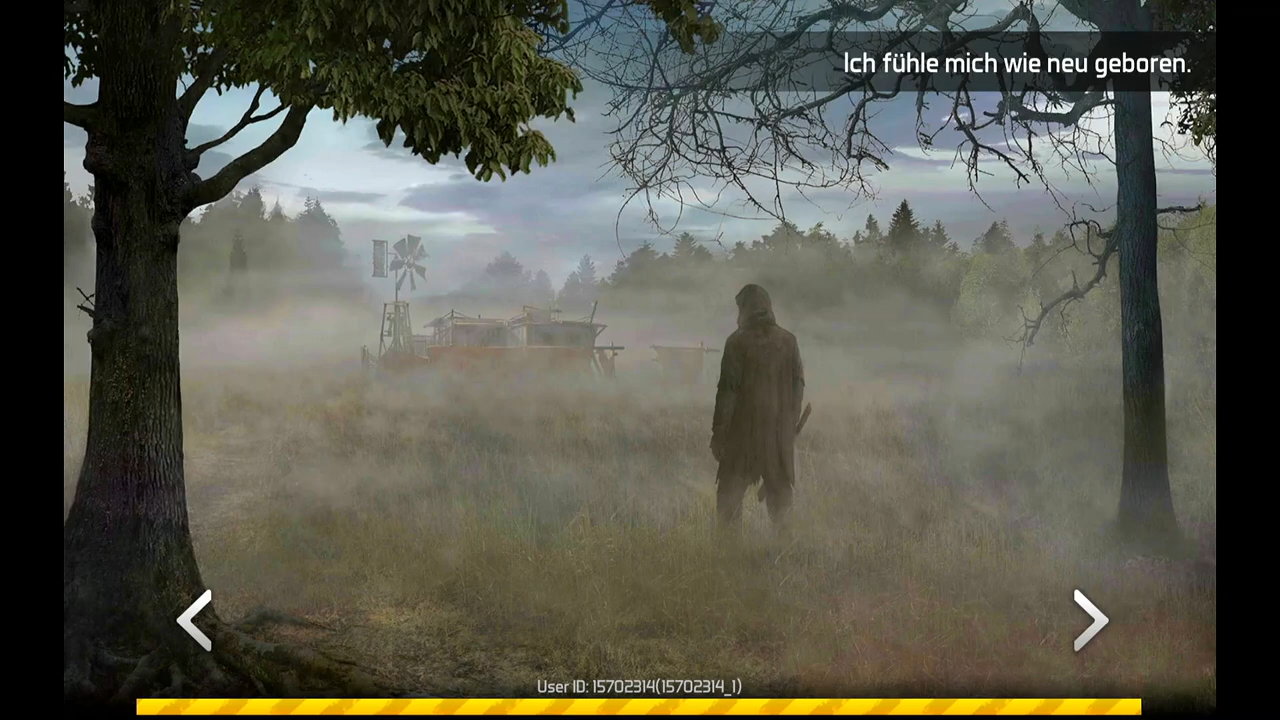 Ich fühle mich wie neu geboren.
User ID: 15702314(15702314_1)